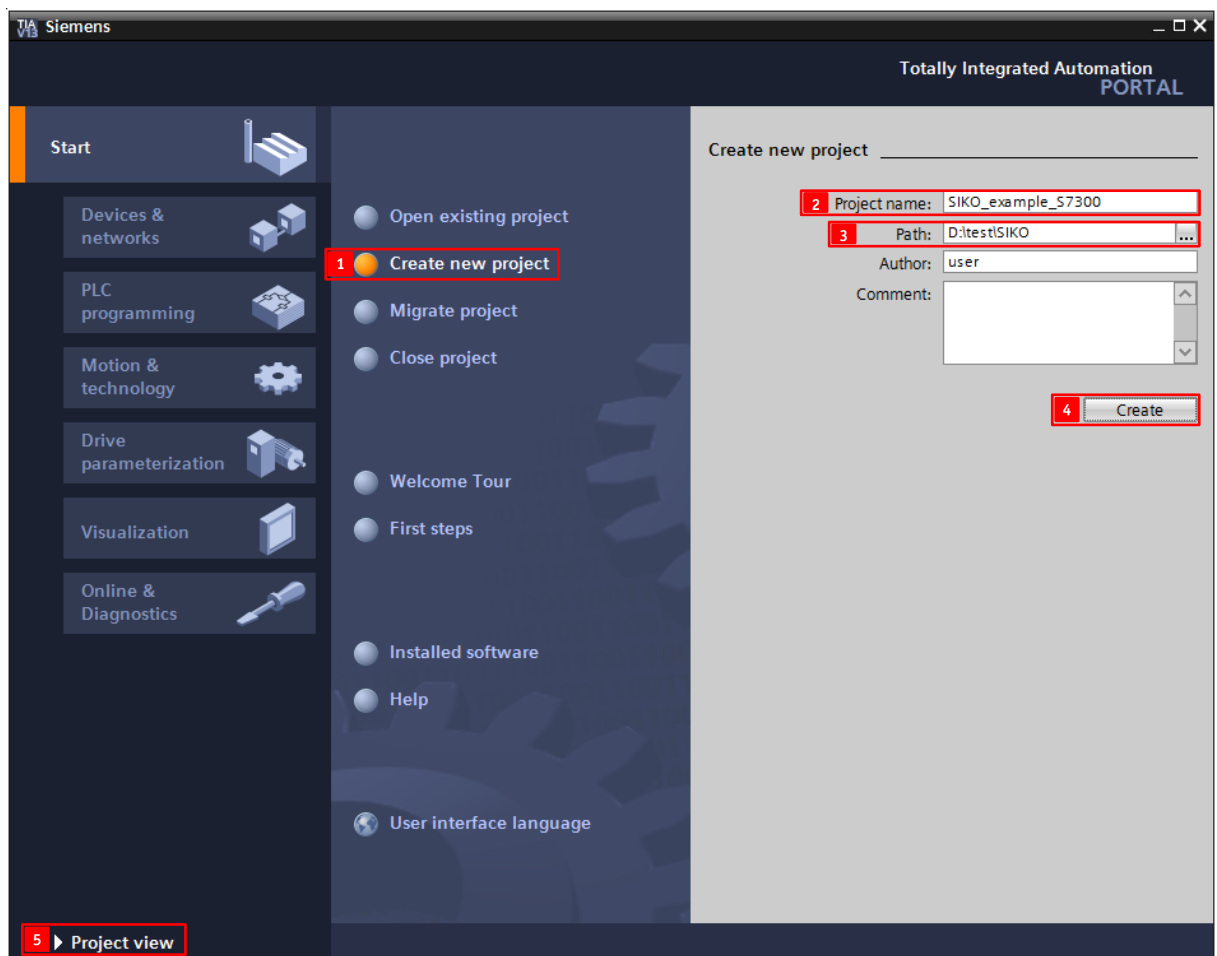 TIA
V13
Siemens
Totally Integrated Automation
PORTAL
Start
Devices &
networks
PLC
programming
Motion &
technology
Drive
parameterization
Visualization
Online &
Diagnostics
Open existing project
1 Create new project
Migrate project
Close project
Welcome Tour
First steps
Installed software
Help
User interface language
Create new project
2 Project name: SIKO_example_S7300
3 Path: D:\test\SIKO ...
Author: user
Comment:
4 Create
5 Project view